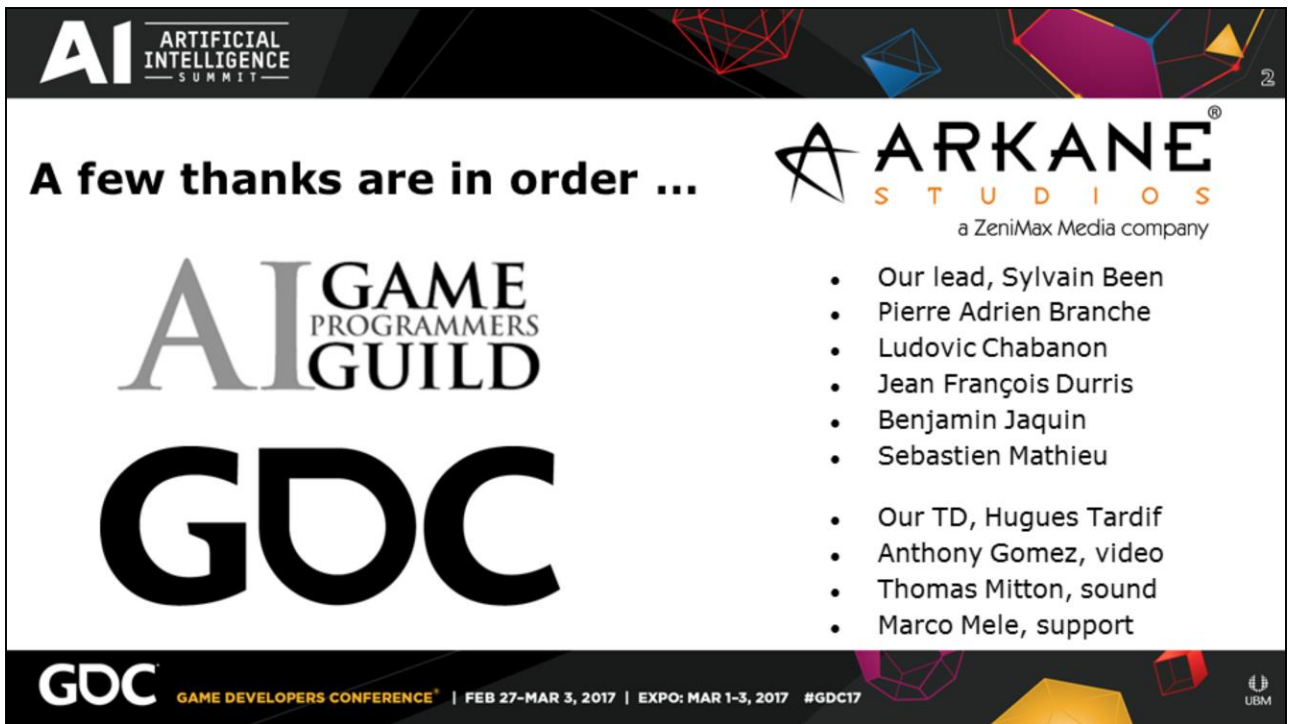 AI ARTIFICIAL
INTELLIGENCE
SUMMIT
2
A few thanks are in order ...
AI GAME
PROGRAMMERS
GUILD
GDC
ARKANE®
STUDIOS
a ZeniMax Media company
• Our lead, Sylvain Been
• Pierre Adrien Branche
• Ludovic Chabanon
• Jean François Durris
• Benjamin Jaquin
• Sebastien Mathieu
• Our TD, Hugues Tardif
• Anthony Gomez, video
• Thomas Mitton, sound
• Marco Mele, support
GDC GAME DEVELOPERS CONFERENCE® | FEB 27–MAR 3, 2017 | EXPO: MAR 1–3, 2017 #GDC17
UBM